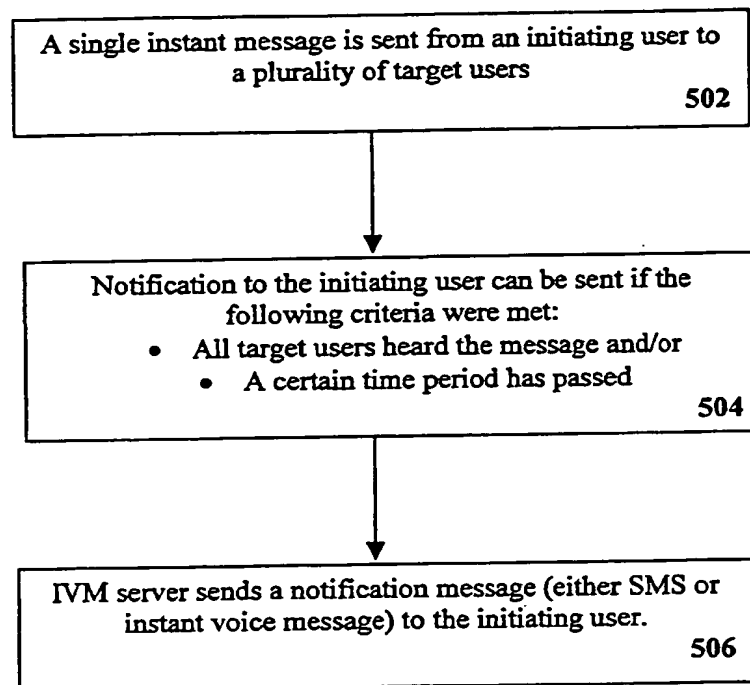 A single instant message is sent from an initiating user to
a plurality of target users
502
Notification to the initiating user can be sent if the
following criteria were met:
• All target users heard the message and/or
• A certain time period has passed
504
IVM server sends a notification message (either SMS or
instant voice message) to the initiating user.
506